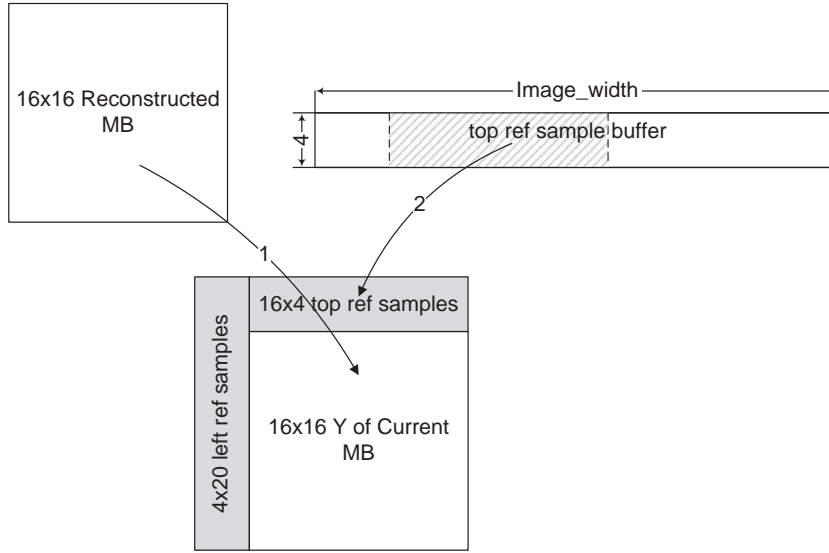 16x16 Reconstructed
MB
Image_width
4
top ref sample buffer
2
1
16x4 top ref samples
4x20 left ref samples
16x16 Y of Current
MB